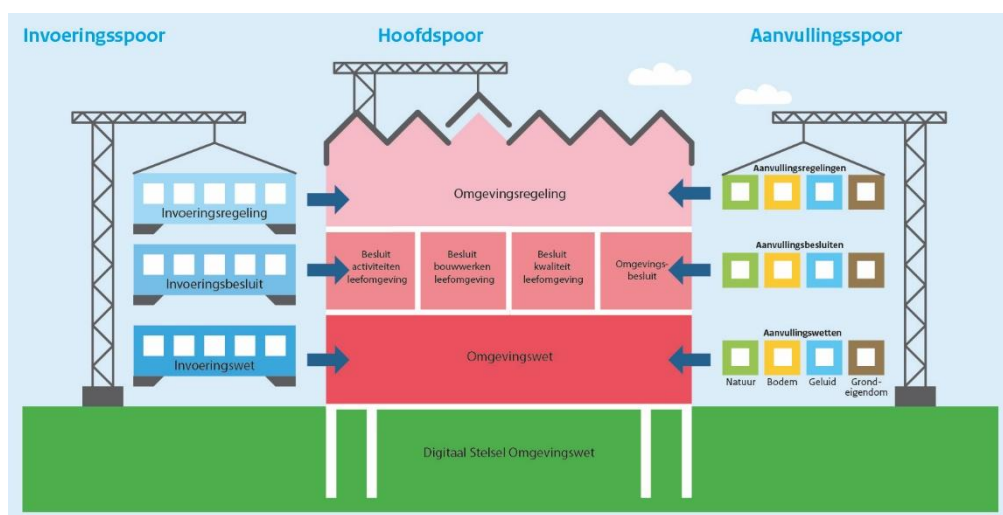 Invoeringsspoor
Hoofdspoor
Aanvullingsspoor
Invoeringsregeling
Omgevingsregeling
Aanvullingsregelingen
Invoeringsbesluit
Besluit
activiteiten
leefomgeving
Besluit
bouwwerken
leefomgeving
Besluit
kwaliteit
leefomgeving
Omgevings-
besluit
Aanvullingsbesluiten
Invoeringswet
Omgevingswet
Aanvullingswetten
Natuur
Bodem
Geluid
Grond-
eigendom
Digitaal Stelsel Omgevingswet